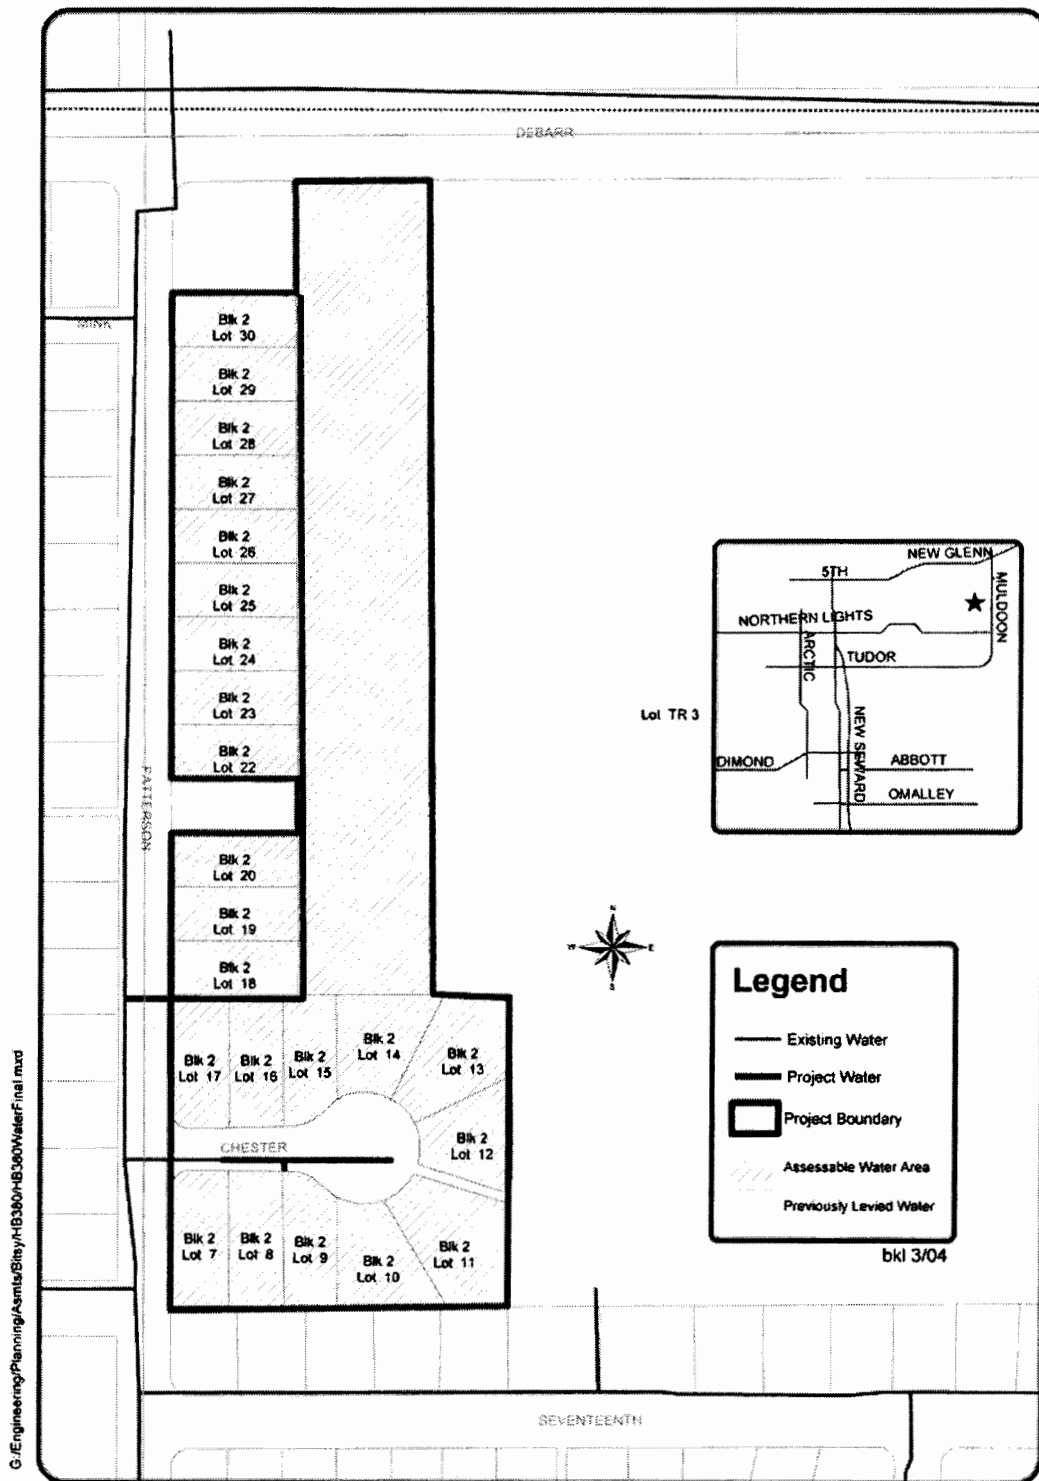 DEBARR
MINK
Blk 2
Lot 30
Blk 2
Lot 29
Blk 2
Lot 28
Blk 2
Lot 27
Blk 2
Lot 26
Blk 2
Lot 25
Blk 2
Lot 24
Blk 2
Lot 23
Blk 2
Lot 22
PATTERSON
Blk 2
Lot 20
Blk 2
Lot 19
Blk 2
Lot 18
Blk 2
Lot 17
Blk 2
Lot 16
Blk 2
Lot 15
Blk 2
Lot 14
Blk 2
Lot 13
Blk 2
Lot 12
CHESTER
Blk 2
Lot 7
Blk 2
Lot 8
Blk 2
Lot 9
Blk 2
Lot 10
Blk 2
Lot 11
SEVENTEENTH
Lot TR 3
NEW GLENN
5TH
MULDOON
NORTHERN LIGHTS
ARCTIC
TUDOR
NEW SEWARD
DIMOND
ABBOTT
OMALLEY
N
W
E
S
Legend
Existing Water
Project Water
Project Boundary
Assessable Water Area
Previously Levied Water
bkl 3/04
G:/Engineering/Planning/Asmts/Bitsy/HB380/HB380WaterFinal mxd